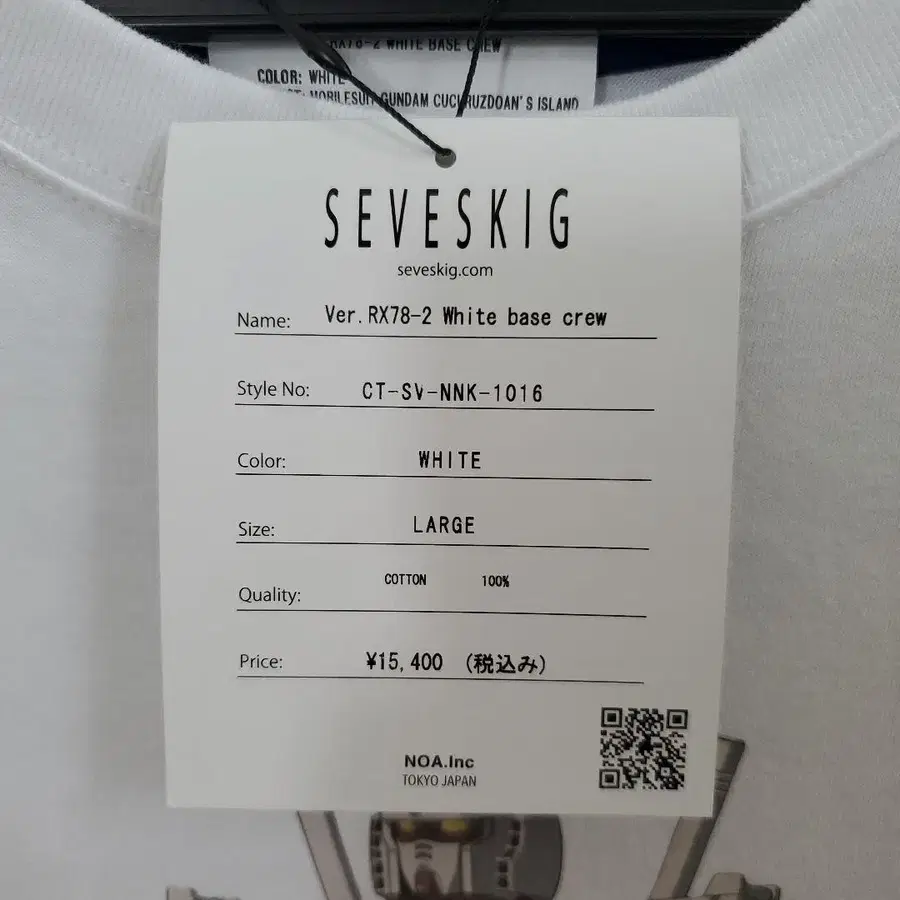 RX78-2 WHITE BASE CREW
COLOR: WHITE
MOBILESUIT GUNDAM CUCURUZDOAN'S ISLAND
SEVESKIG
seveskig.com
Name: Ver.RX78-2 White base crew
Style No: CT-SV-NNK-1016
Color: WHITE
Size: LARGE
Quality: COTTON 100%
Price: ¥15,400 (税込み)
NOA.Inc
TOKYO JAPAN